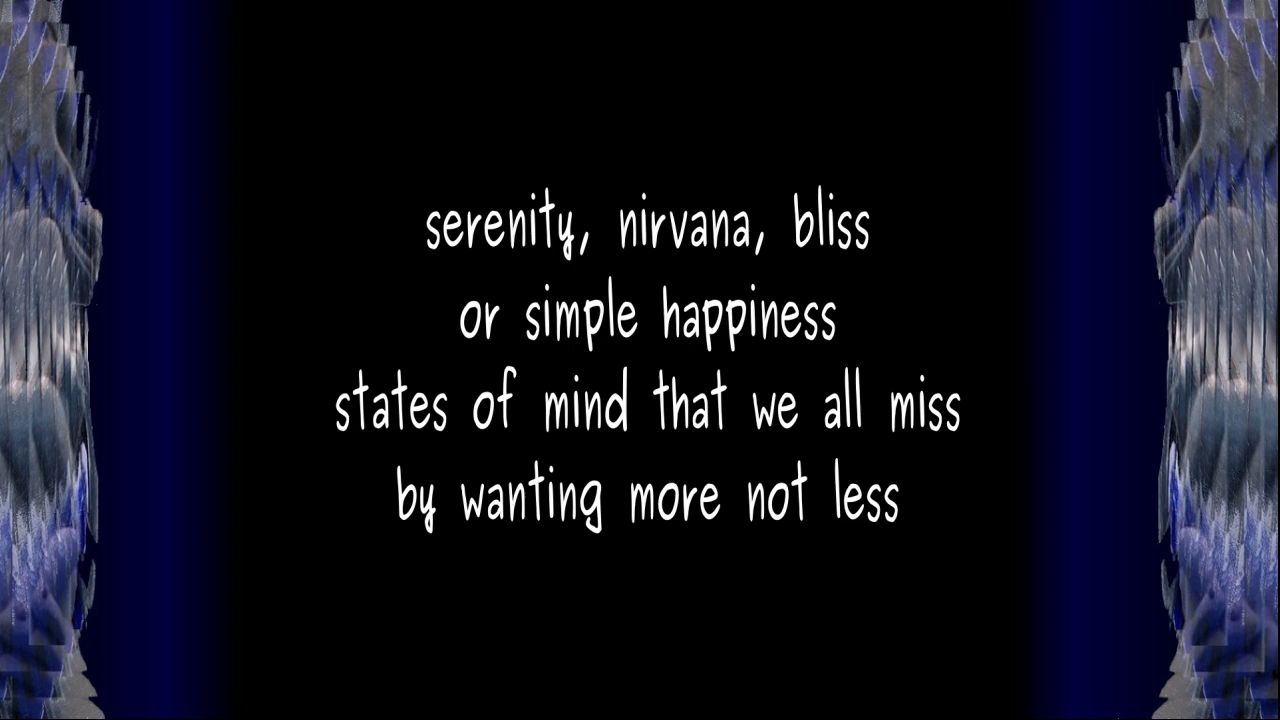 serenity, nirvana, bliss
or simple happiness
states of mind that we all miss
by wanting more not less